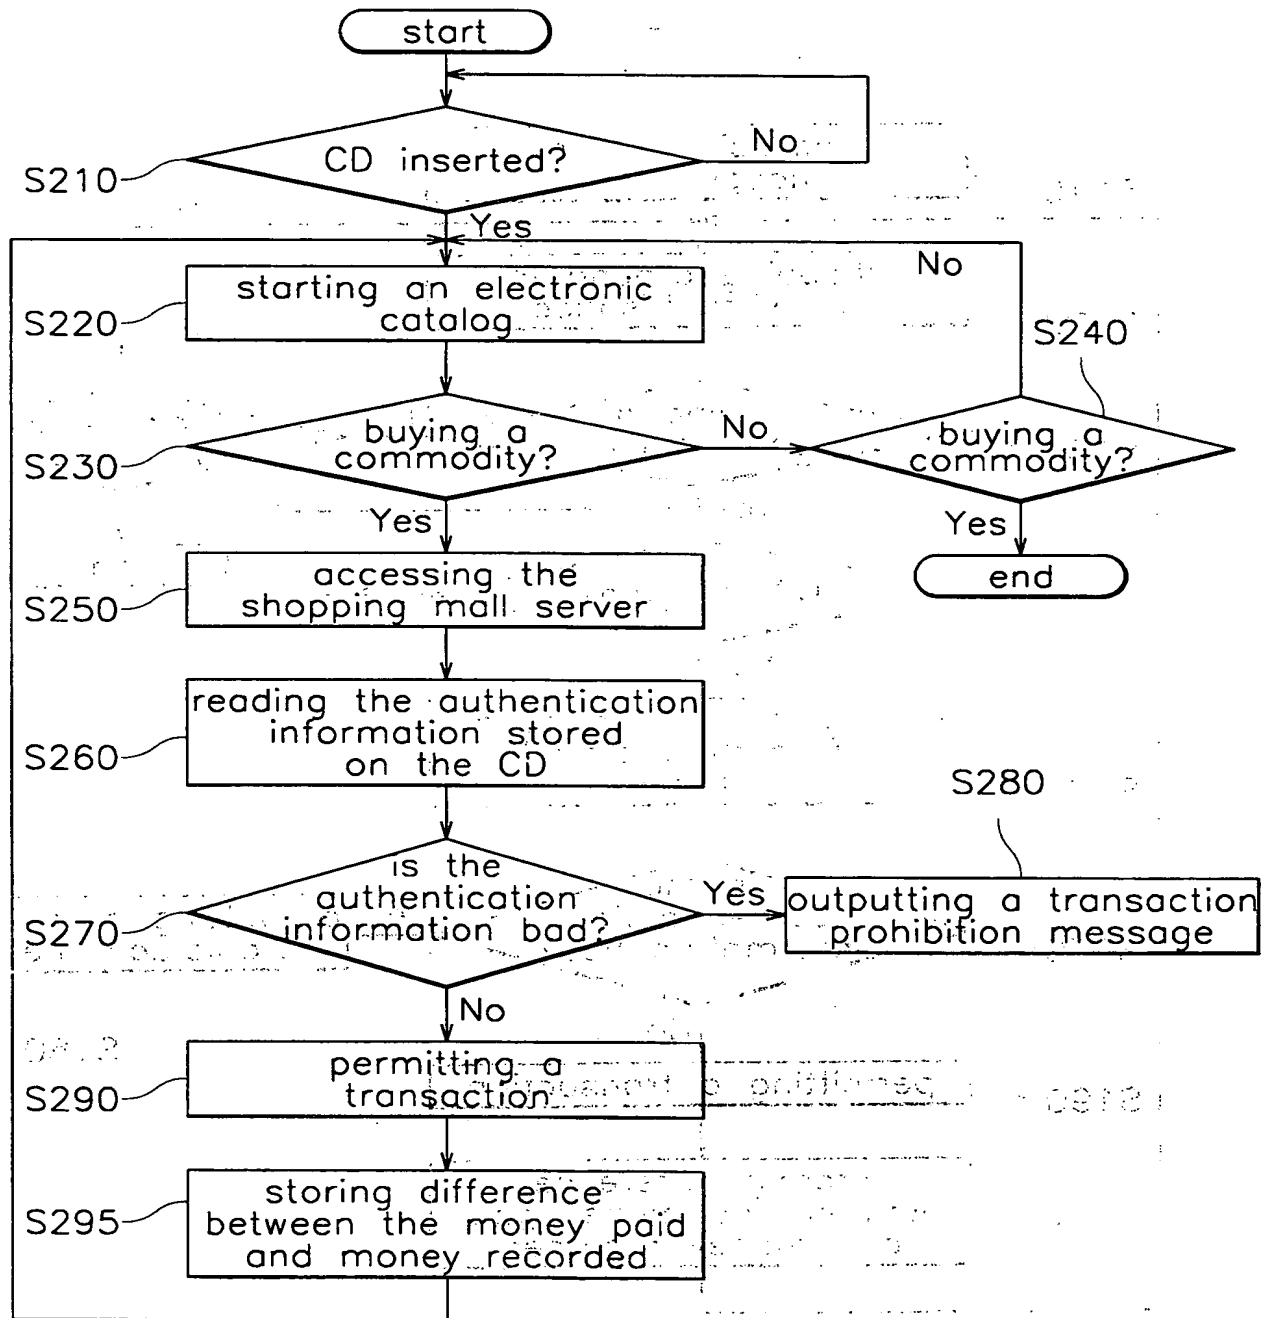 start
CD inserted?
No
S210
Yes
No
starting an electronic
catalog
S220
S240
buying a
commodity?
No
S230
buying a
commodity?
Yes
Yes
accessing the
shopping mall server
S250
end
reading the authentication
information stored
on the CD
S260
S280
is the
authentication
information bad?
Yes
S270
outputting a transaction
prohibition message
No
permitting a
transaction
S290
storing difference
between the money paid
and money recorded
S295